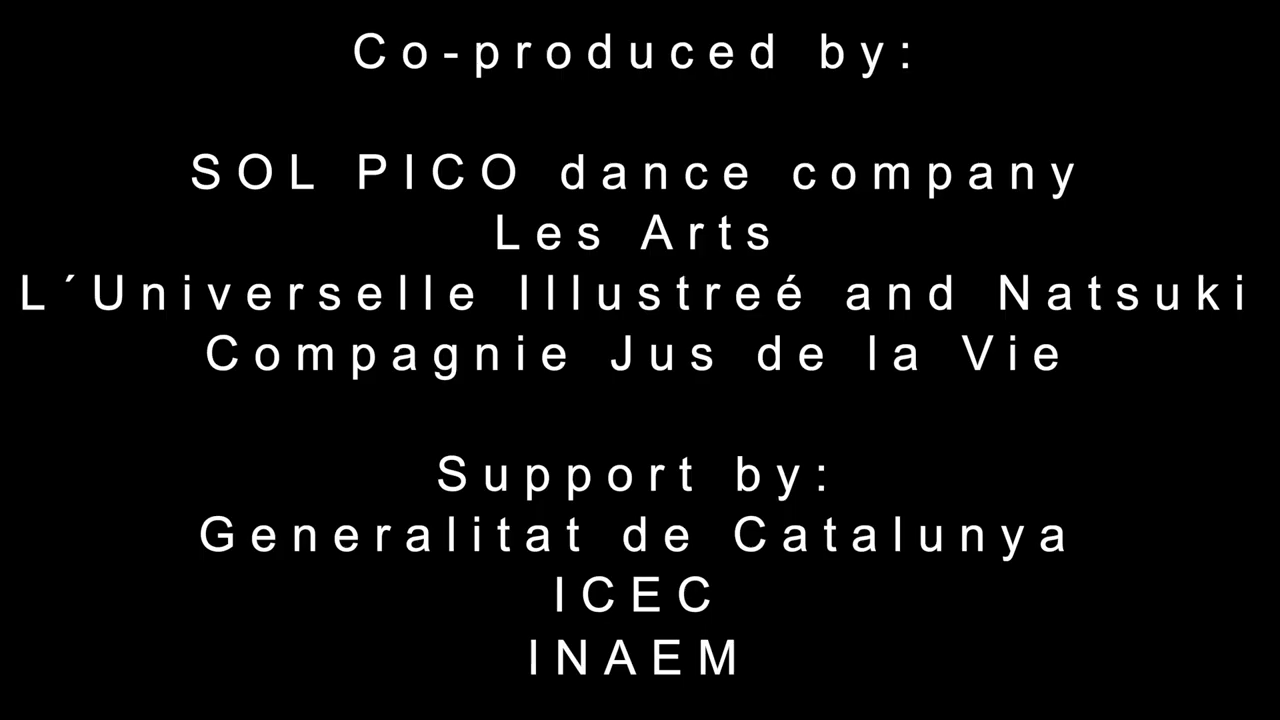 Co-produced by:
SOL PICO dance company
Les Arts
L´Universelle Illustreé and Natsuki
Compagnie Jus de la Vie
Support by:
Generalitat de Catalunya
ICEC
INAEM